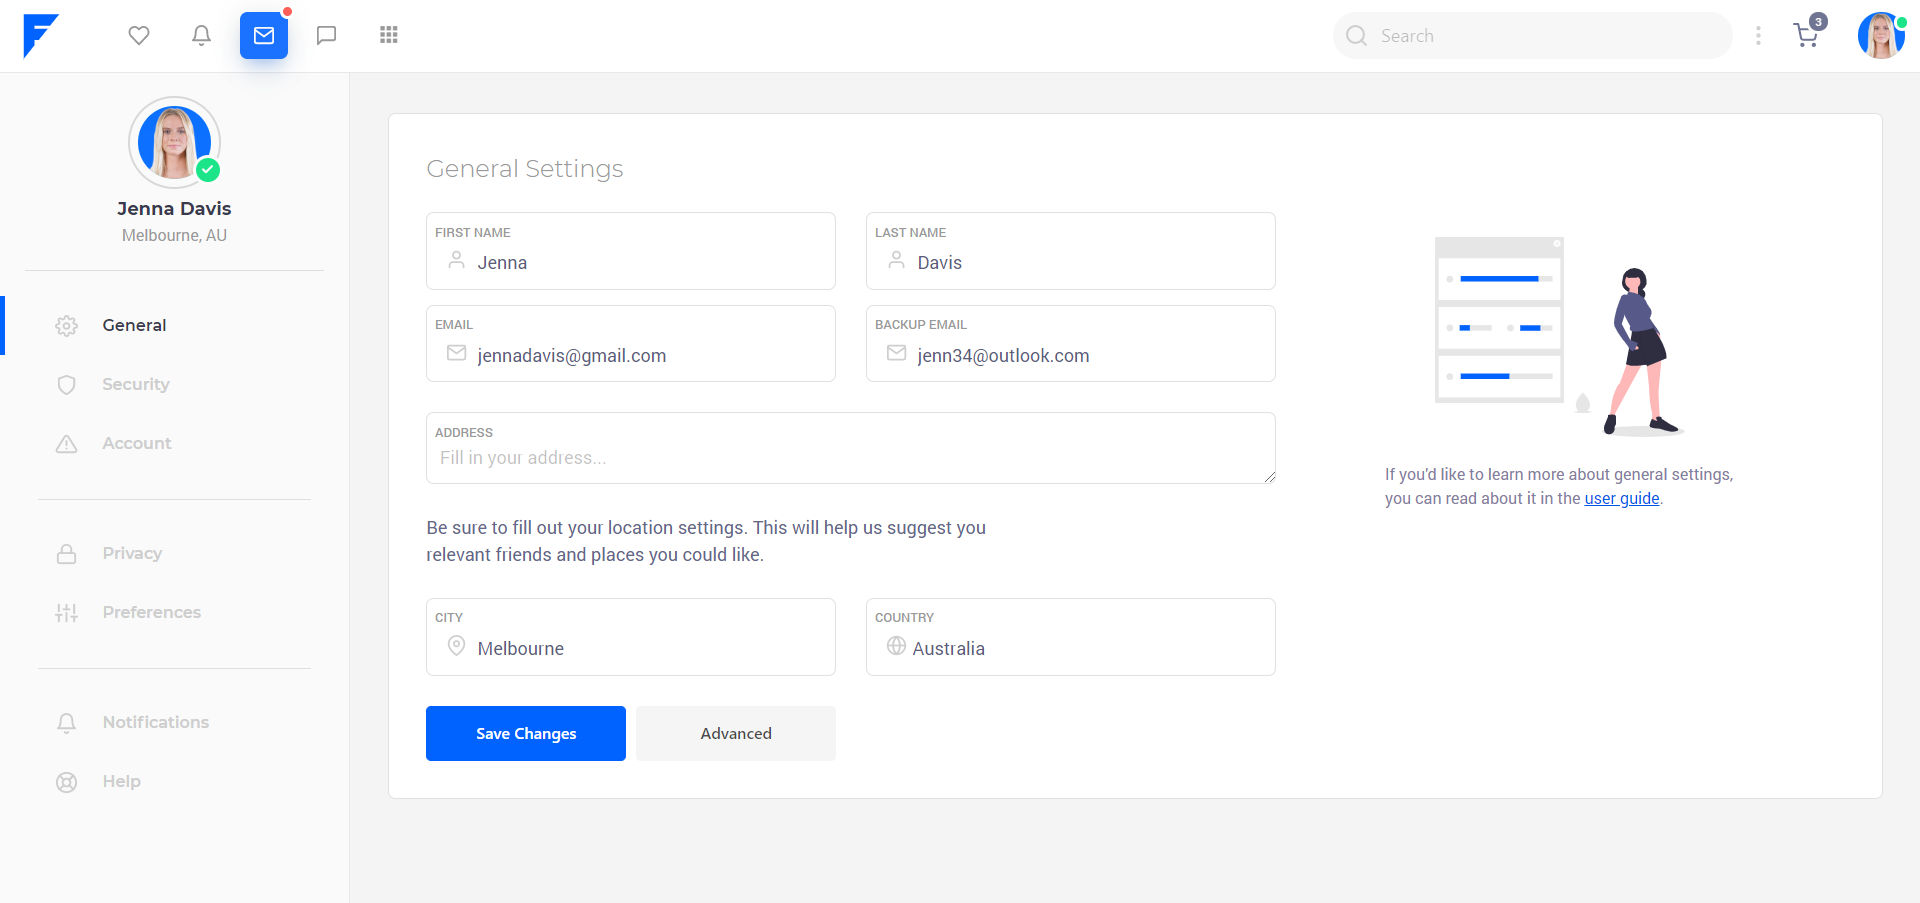 Search
3
Jenna Davis
Melbourne, AU
General
Security
Account
Privacy
Preferences
Notifications
Help
General Settings
FIRST NAME
Jenna
LAST NAME
Davis
EMAIL
jennadavis@gmail.com
BACKUP EMAIL
jenn34@outlook.com
ADDRESS
Fill in your address...
Be sure to fill out your location settings. This will help us suggest you
relevant friends and places you could like.
CITY
Melbourne
COUNTRY
Australia
Save Changes
Advanced
If you'd like to learn more about general settings,
you can read about it in the user guide.